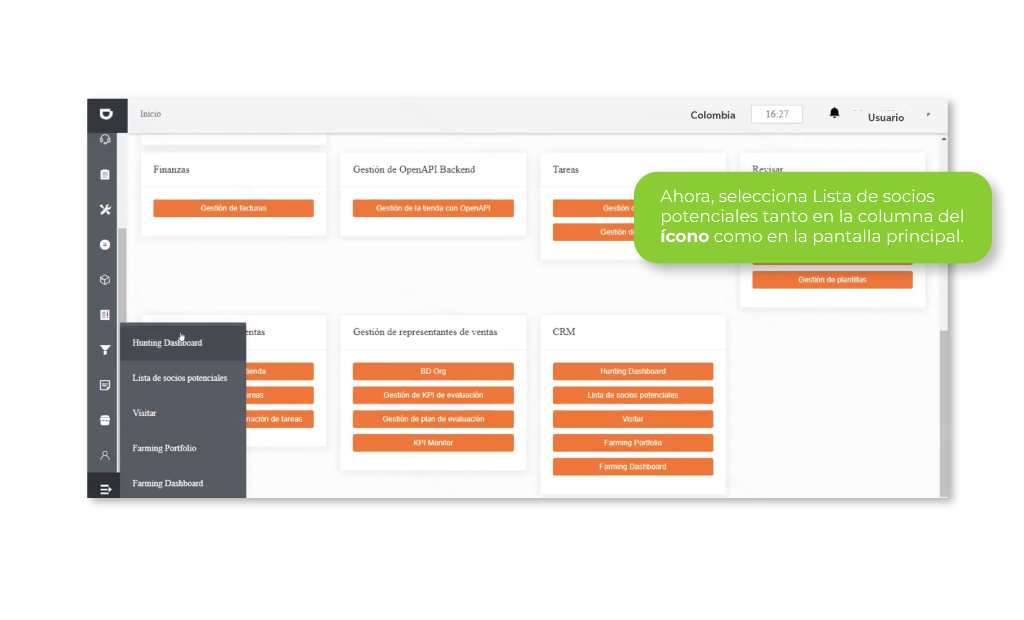 Inicio
Colombia
16:27
Usuario
Finanzas
Gestión de facturas
Gestión de OpenAPI Backend
Gestión de la tienda con OpenAPI
Tareas
Gestión
Gestión
Revisar
Ahora, selecciona Lista de socios
potenciales tanto en la columna del
ícono como en la pantalla principal.
Gestión de plantillas
Hunting Dashboard
Lista de socios potenciales
Visitar
Farming Portfolio
Farming Dashboard
entas
ienda
areas
mación de tareas
Gestión de representantes de ventas
BD Org
Gestión de KPI de evaluación
Gestión de plan de evaluación
KPI Monitor
CRM
Hunting Dashboard
Lista de socios potenciales
Visitar
Farming Portfolio
Farming Dashboard